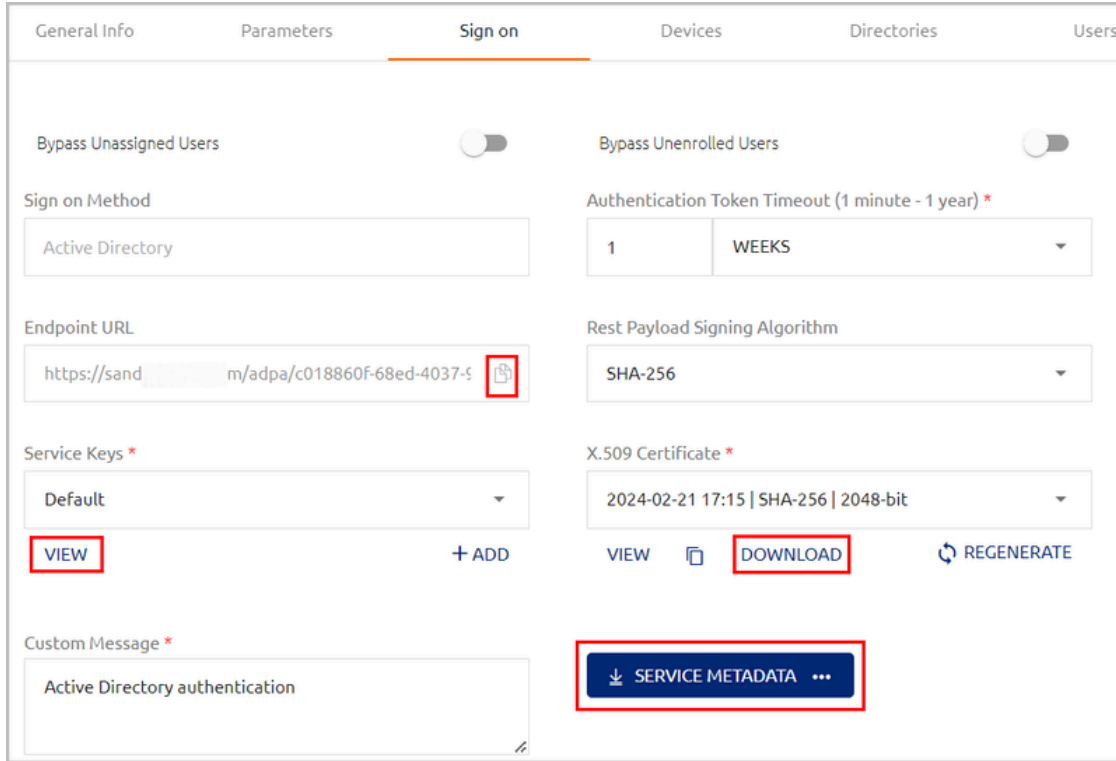 General Info Parameters Sign on Devices Directories Users
Bypass Unassigned Users Bypass Unenrolled Users
Sign on Method Authentication Token Timeout (1 minute - 1 year) *
Active Directory 1 WEEKS
Endpoint URL Rest Payload Signing Algorithm
https://sand m/adpa/c018860f-68ed-4037-9 SHA-256
Service Keys * X.509 Certificate *
Default 2024-02-21 17:15 | SHA-256 | 2048-bit
VIEW + ADD VIEW DOWNLOAD REGENERATE
Custom Message *
Active Directory authentication SERVICE METADATA •••